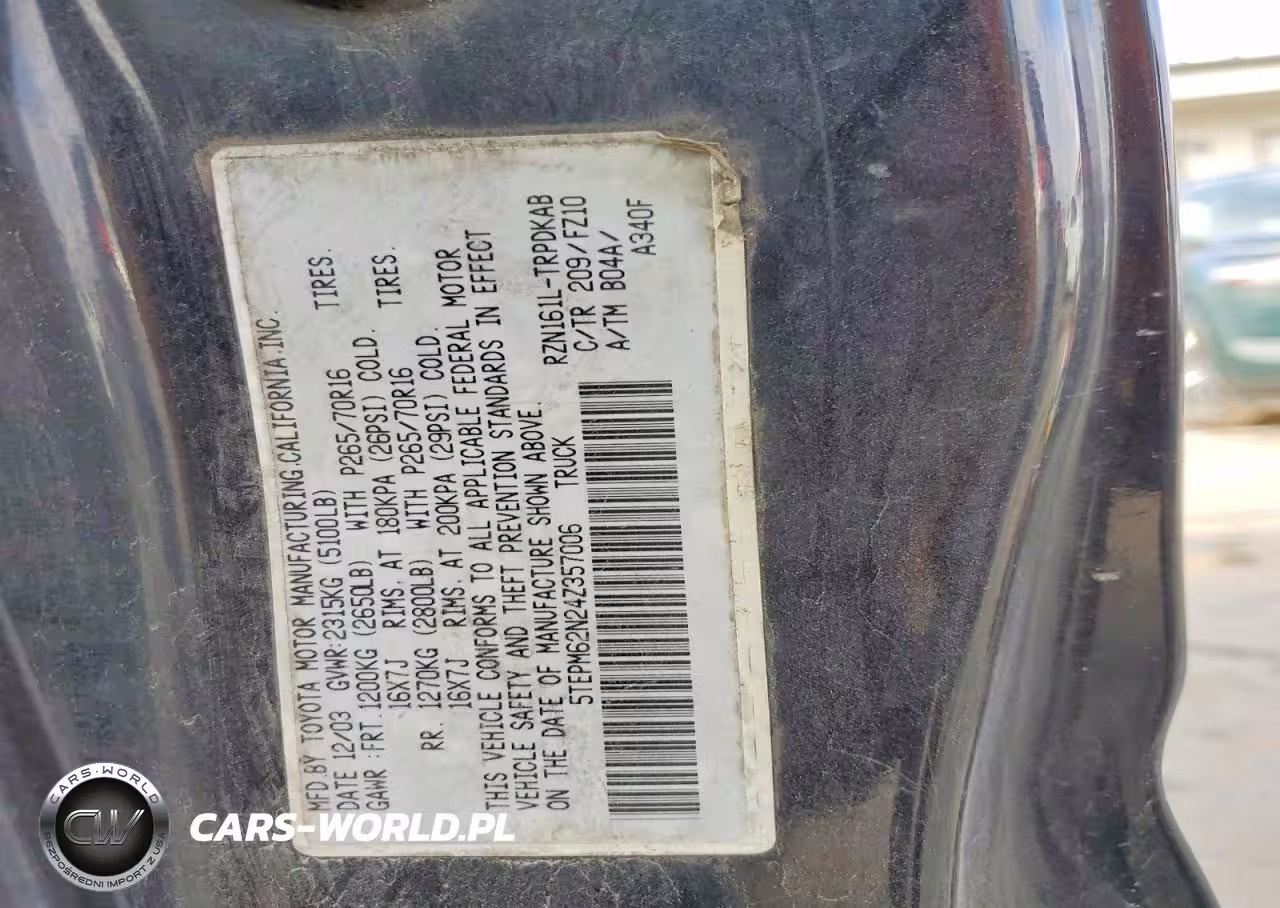 MFD.BY TOYOTA MOTOR MANUFACTURING.CALIFORNIA.INC.
DATE 12/03 GVWR:2315KG (5100LB)
GAWR :FRT.1200KG (2650LB) WITH P265/70R16 TIRES.
16X7J RIMS. AT 180KPA (26PSI) COLD.
RR. 1270KG (2800LB) WITH P265/70R16 TIRES.
16X7J RIMS. AT 200KPA (29PSI) COLD.
THIS VEHICLE CONFORMS TO ALL APPLICABLE FEDERAL MOTOR
VEHICLE SAFETY AND THEFT PREVENTION STANDARDS IN EFFECT
ON THE DATE OF MANUFACTURE SHOWN ABOVE.
5TEPM62N24Z357006 TRUCK
RZN161L-TRPDKAB
C/TR 209/FZ10
A/TM B04A/
A340F
CARS-WORLD
CW
BEZPOŚREDNI IMPORT Z USA
CARS-WORLD.PL